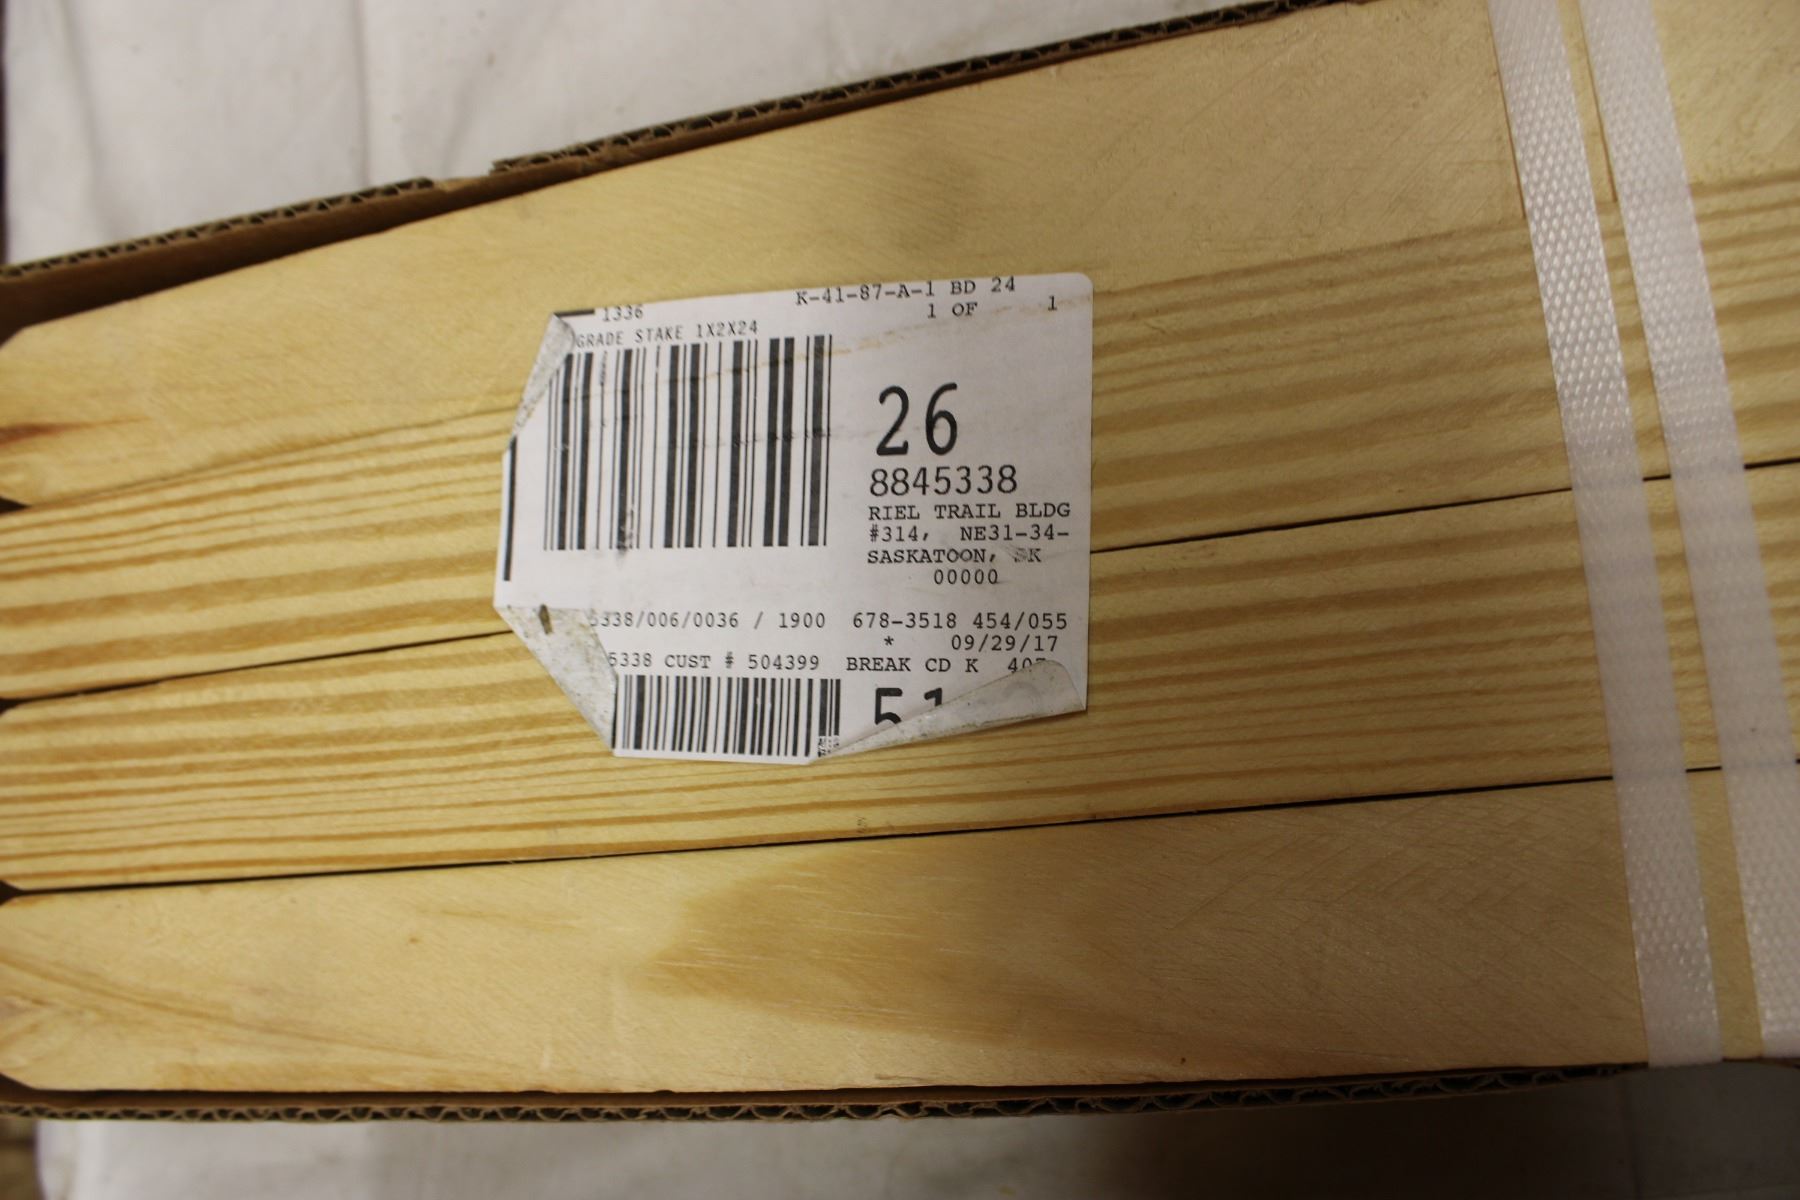 1336 K-41-87-A-1 BD 24
1 OF 1
GRADE STAKE 1X2X24
26
8845338
RIEL TRAIL BLDG
#314, NE31-34-
SASKATOON, SK
00000
5338/006/0036 / 1900 678-3518 454/055
* 09/29/17
5338 CUST # 504399 BREAK CD K
51